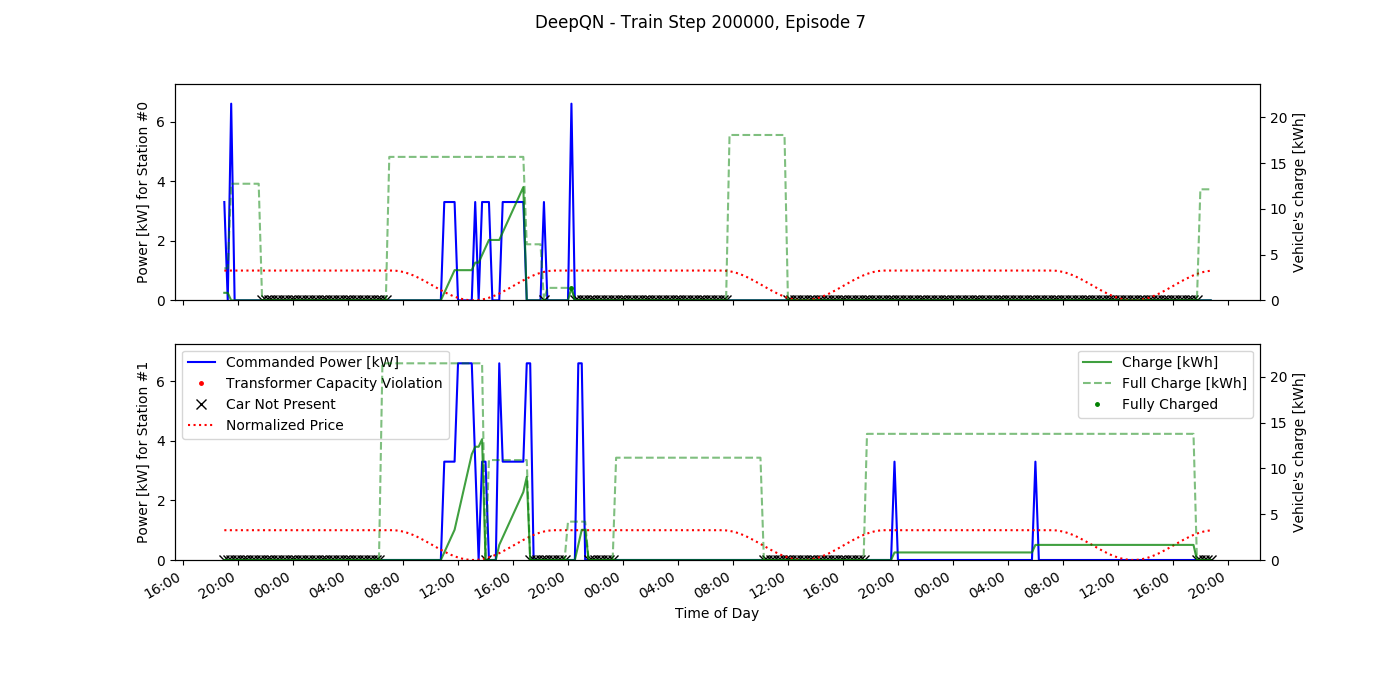 DeepQN - Train Step 200000, Episode 7
Power [kW] for Station #0
0
2
4
6
0
5
10
15
20
Vehicle's charge [kWh]
Power [kW] for Station #1
0
2
4
6
Commanded Power [kW]
Transformer Capacity Violation
Car Not Present
Normalized Price
Charge [kWh]
Full Charge [kWh]
Fully Charged
0
5
10
15
20
Vehicle's charge [kWh]
16:00 20:00 00:00 04:00 08:00 12:00 16:00 20:00 00:00 04:00 08:00 12:00 16:00 20:00 00:00 04:00 08:00 12:00 16:00 20:00
Time of Day